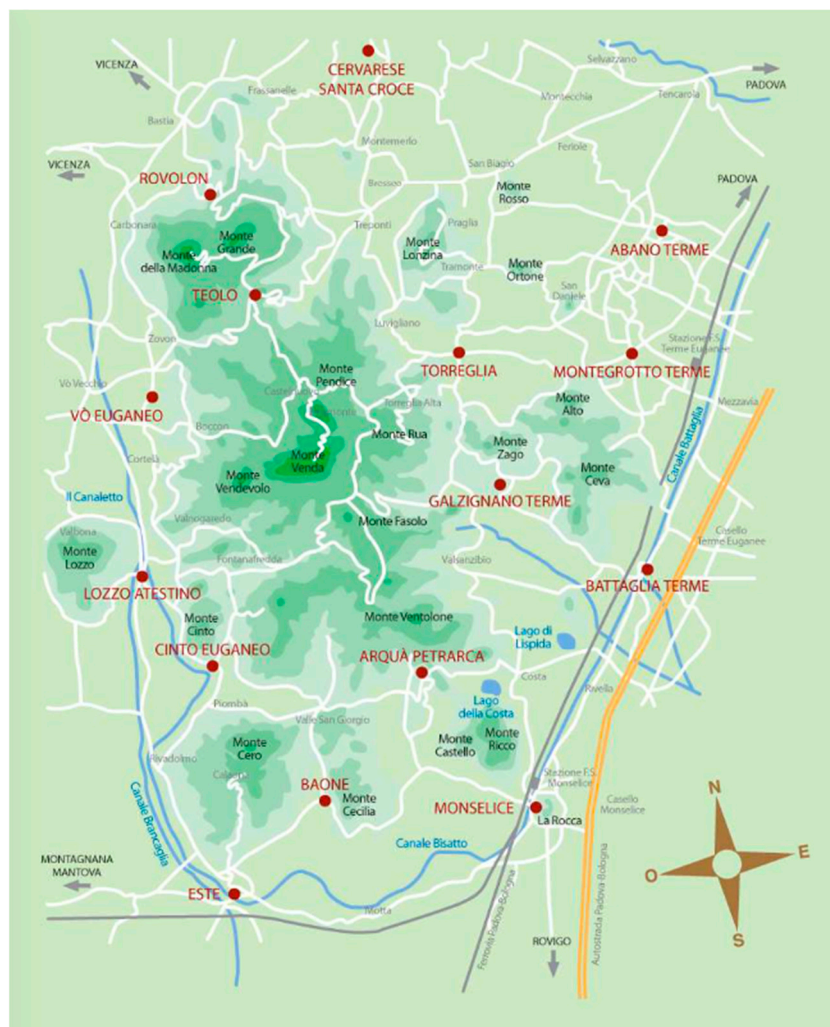 VICENZA
CERVARESE
SANTA CROCE
Selvazzano
PADOVA
Frassanelle
Montecchia
Tencarola
Bastia
Montemerlo
Feriole
VICENZA
San Biagio
ROVOLON
Bresseo
Monte
Rosso
PADOVA
Carbonara
Treponti
Praglia
Monte
Grande
Monte
della Madonna
Monte
Lonzina
ABANO TERME
Tramonte
Monte
Ortone
TEOLO
San
Daniele
Luvigliano
Zovon
Stazione F.S.
Terme Euganee
TORREGLIA
MONTEGROTTO TERME
Vò Vecchio
Monte
Pendice
VÒ EUGANEO
Torreglia Alta
Monte
Alto
Mezzavia
Boccon
Monte Rua
Monte
Zago
Canale Battaglia
Cortelà
Monte
Venda
Monte
Vendevolo
Monte
Ceva
Il Canaletto
GALZIGNANO TERME
Valnogaredo
Monte Fasolo
Valbona
Casello
Terme Euganee
Monte
Lozzo
Fontanafredda
Valsanzibio
LOZZO ATESTINO
BATTAGLIA TERME
Monte
Cinto
Monte Ventolone
Lago di
Lispida
CINTO EUGANEO
ARQUÀ PETRARCA
Costa
Rivella
Piombà
Lago
della Costa
Valle San Giorgio
Monte
Cero
Monte
Castello
Monte
Ricco
Rivadolmo
Stazione F.S.
Monselice
BAONE
Monte
Cecilia
MONSELICE
Casello
Monselice
La Rocca
N
E
O
S
Canale Brancaglia
Canale Bisatto
MONTAGNANA
MANTOVA
ESTE
Motta
Ferrovia Padova Bologna
ROVIGO
Autostrada Padova Bologna